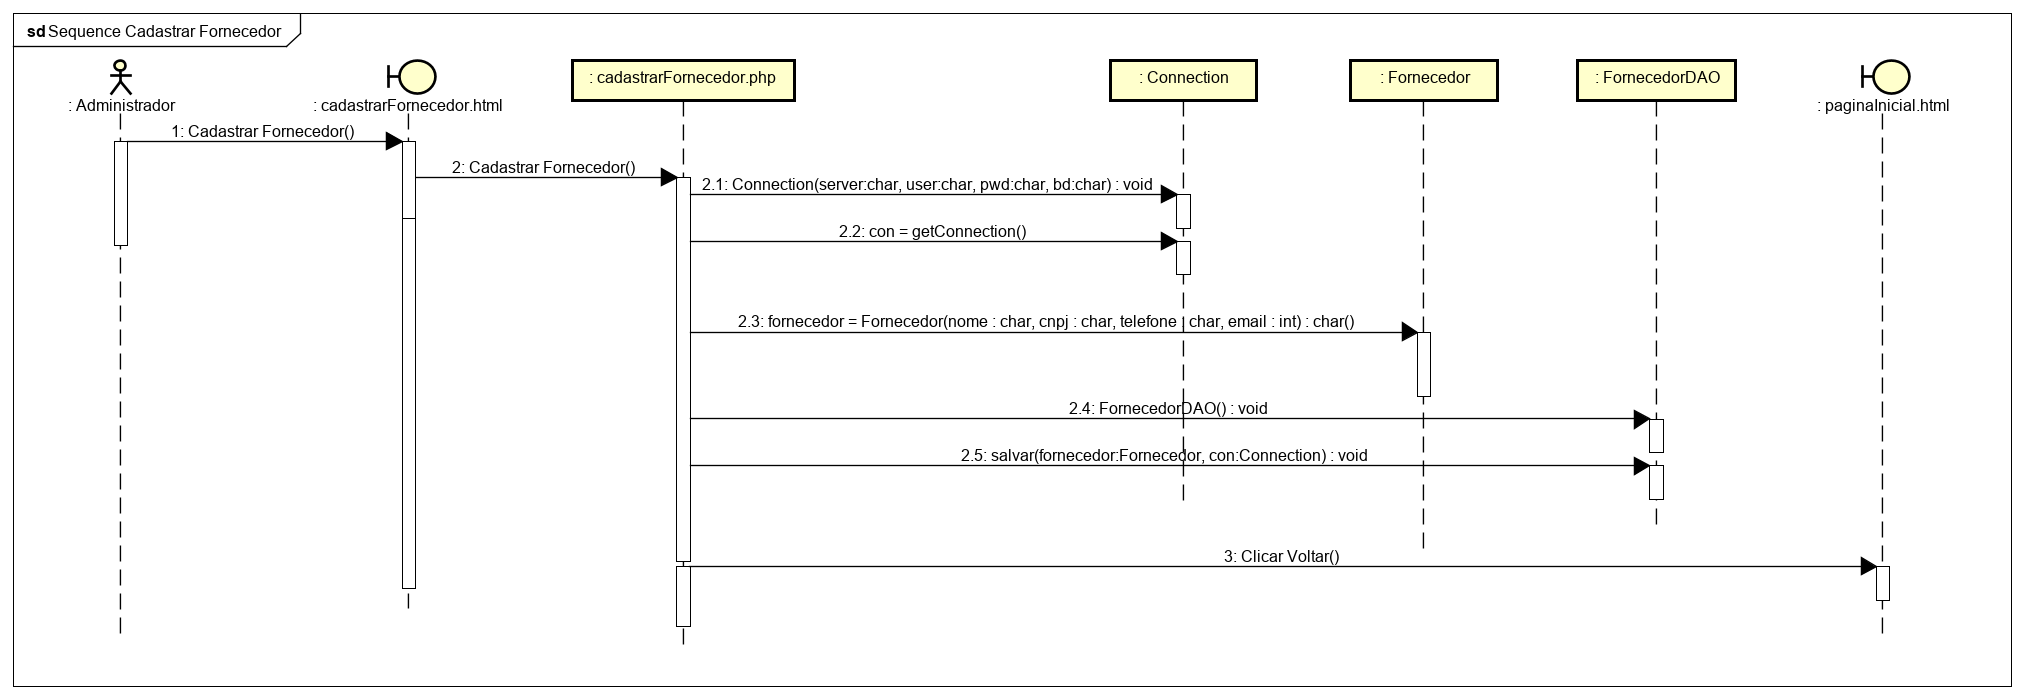 sd Sequence Cadastrar Fornecedor
: Administrador
: cadastrarFornecedor.html
: cadastrarFornecedor.php
: Connection
: Fornecedor
: FornecedorDAO
: paginaInicial.html
1: Cadastrar Fornecedor()
2: Cadastrar Fornecedor()
2.1: Connection(server:char, user:char, pwd:char, bd:char) : void
2.2: con = getConnection()
2.3: fornecedor = Fornecedor(nome : char, cnpj : char, telefone : char, email : int) : char()
2.4: FornecedorDAO() : void
2.5: salvar(fornecedor:Fornecedor, con:Connection) : void
3: Clicar Voltar()